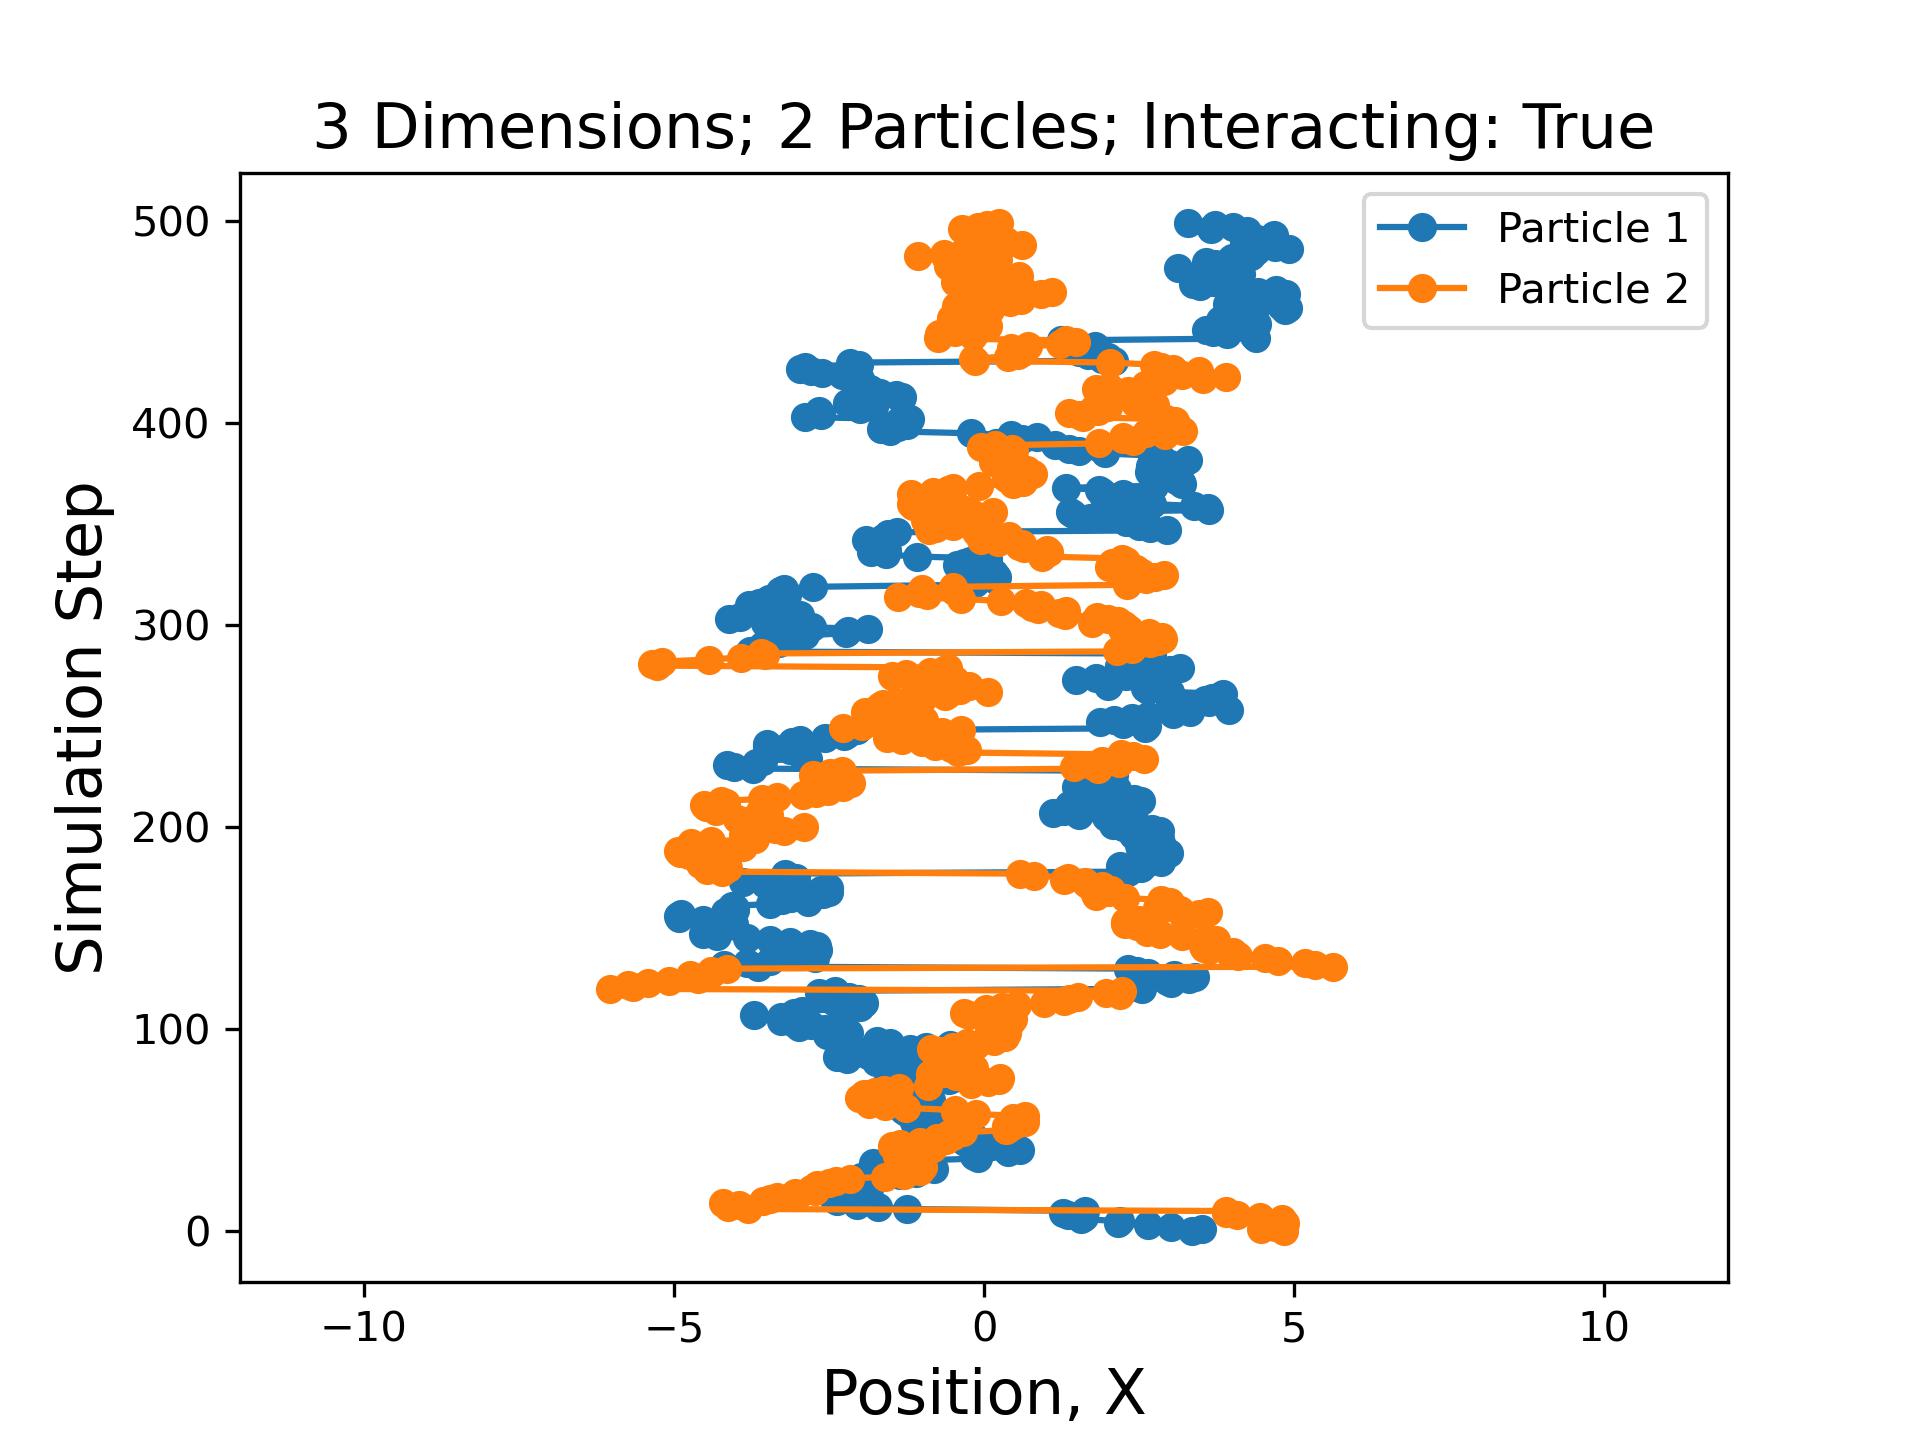 3 Dimensions; 2 Particles; Interacting: True
Particle 1
Particle 2
Simulation Step
500
400
300
200
100
0
−10
−5
0
5
10
Position, X